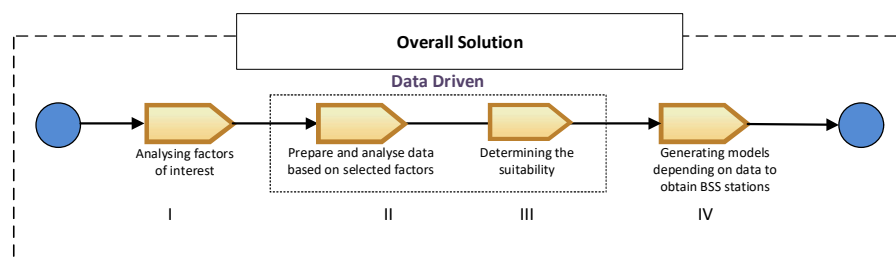 Overall Solution
Data Driven
Analysing factors
of interest
Prepare and analyse data
based on selected factors
Determining the
suitability
Generating models
depending on data to
obtain BSS stations
I
II
III
IV